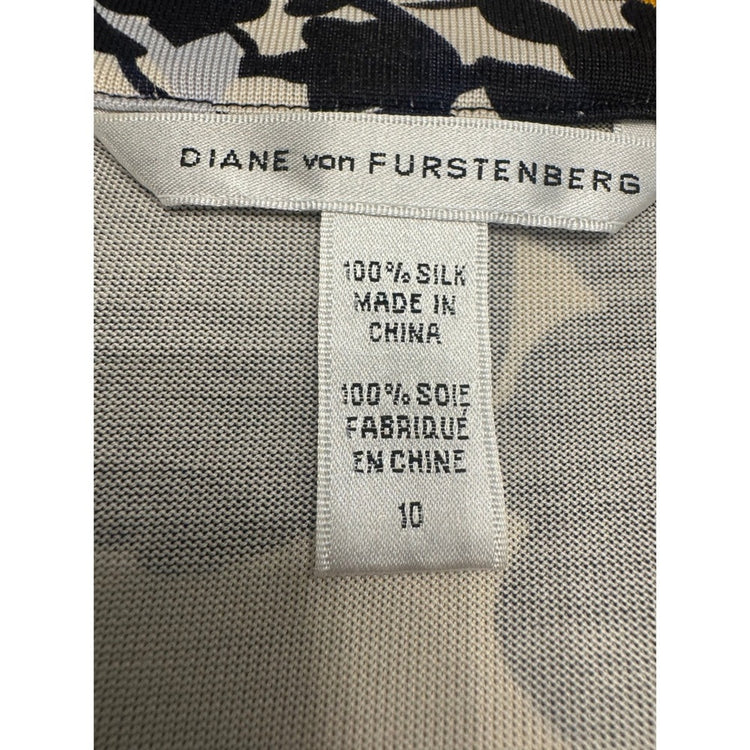 DIANE von FURSTENBERG
100% SILK
MADE IN
CHINA
100% SOIE
FABRIQUÉ
EN CHINE
10